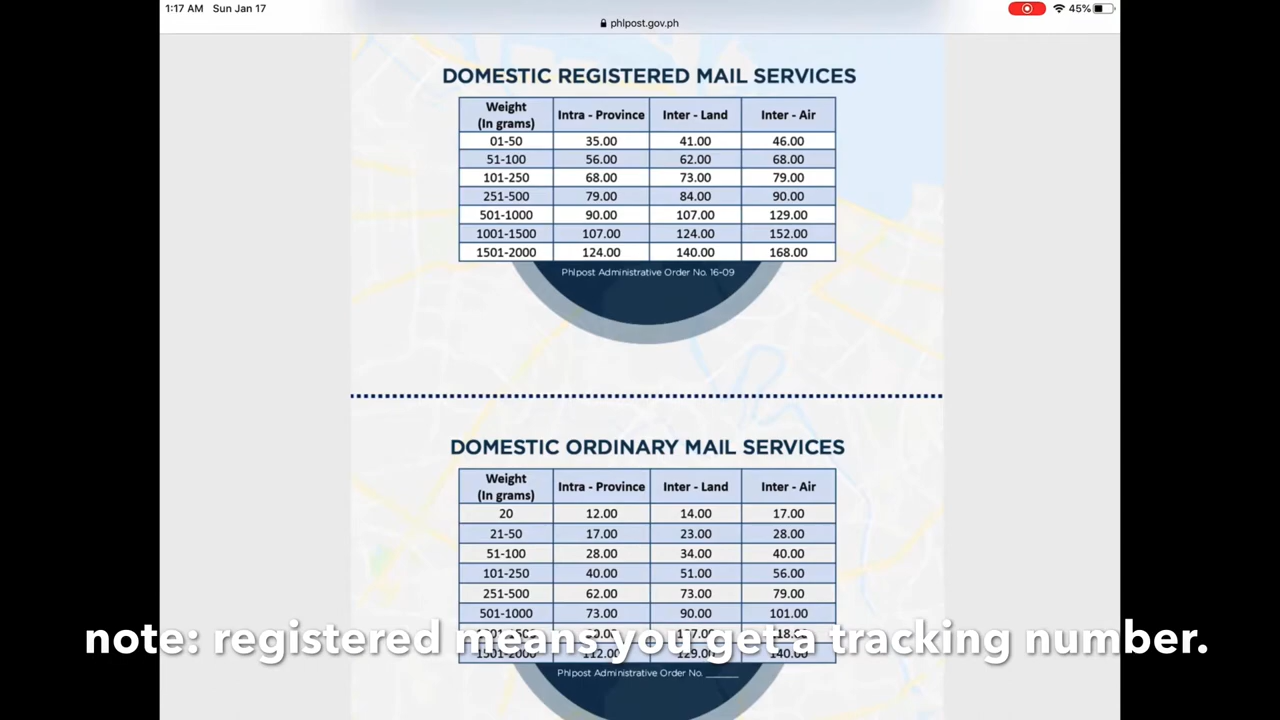 1:17 AM Sun Jan 17
phlpost.gov.ph
45%
DOMESTIC REGISTERED MAIL SERVICES
Weight (In grams) Intra - Province Inter - Land Inter - Air
01-50 35.00 41.00 46.00
51-100 56.00 62.00 68.00
101-250 68.00 73.00 79.00
251-500 79.00 84.00 90.00
501-1000 90.00 107.00 129.00
1001-1500 107.00 124.00 152.00
1501-2000 124.00 140.00 168.00
Phlpost Administrative Order No. 16-09
DOMESTIC ORDINARY MAIL SERVICES
Weight (In grams) Intra - Province Inter - Land Inter - Air
20 12.00 14.00 17.00
21-50 17.00 23.00 28.00
51-100 28.00 34.00 40.00
101-250 40.00 51.00 56.00
251-500 62.00 73.00 79.00
501-1000 73.00 90.00 101.00
note: registered means you get a tracking number.
1501-2000 112.00 129.00 140.00
Phlpost Administrative Order No. ______